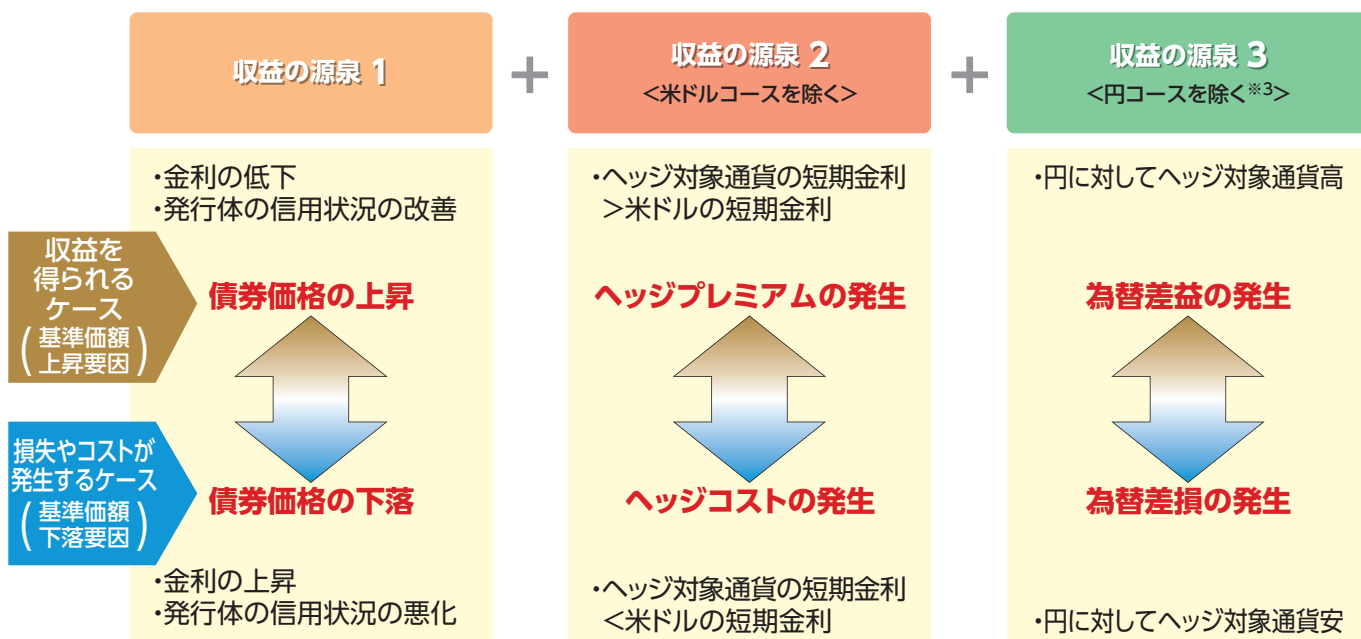 収益の源泉 1
+
収益の源泉 2
<米ドルコースを除く>
+
収益の源泉 3
<円コースを除く※3>
収益を
得られる
ケース
(基準価額
上昇要因)
・金利の低下
・発行体の信用状況の改善
債券価格の上昇
・ヘッジ対象通貨の短期金利
>米ドルの短期金利
ヘッジプレミアムの発生
・円に対してヘッジ対象通貨高
為替差益の発生
損失やコストが
発生するケース
(基準価額
下落要因)
債券価格の下落
・金利の上昇
・発行体の信用状況の悪化
ヘッジコストの発生
・ヘッジ対象通貨の短期金利
<米ドルの短期金利
為替差損の発生
・円に対してヘッジ対象通貨安